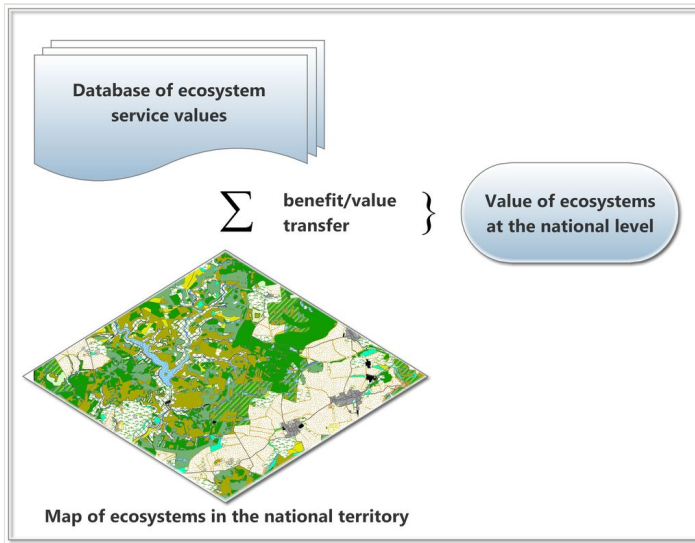 Database of ecosystem
service values
∑ benefit/value }
transfer
Value of ecosystems
at the national level
Map of ecosystems in the national territory